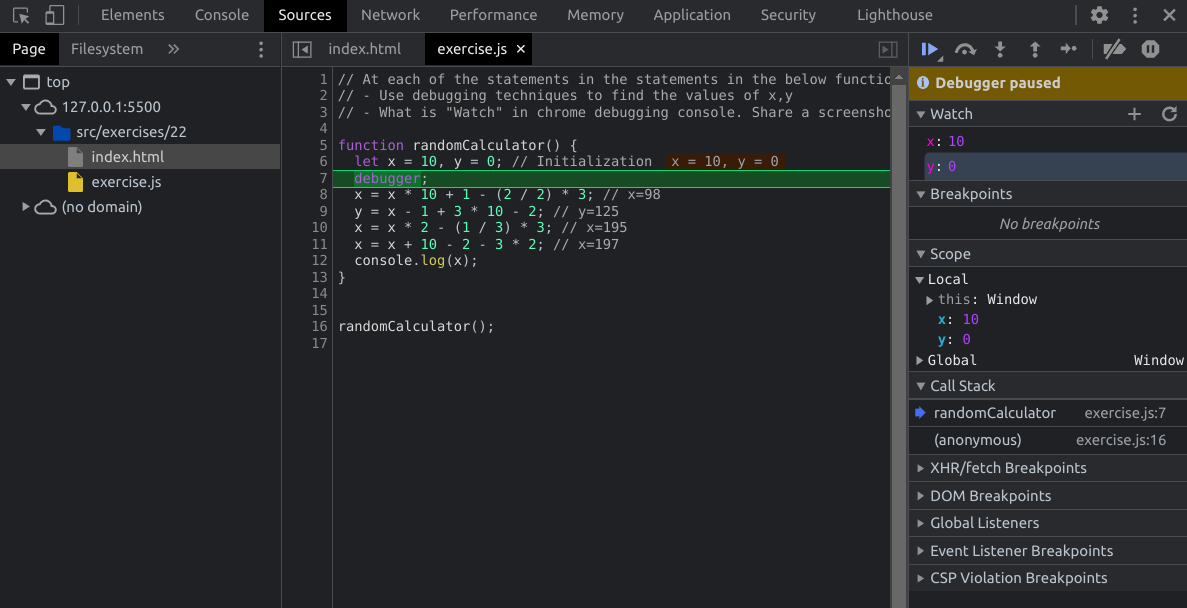 Elements Console Sources Network Performance Memory Application Security Lighthouse
Page Filesystem » index.html exercise.js ×
top
127.0.0.1:5500
src/exercises/22
index.html
exercise.js
(no domain)
1 // At each of the statements in the statements in the below functio
2 // - Use debugging techniques to find the values of x,y
3 // - What is "Watch" in chrome debugging console. Share a screensho
4
5 function randomCalculator() {
6 let x = 10, y = 0; // Initialization x = 10, y = 0
7 debugger;
8 x = x * 10 + 1 - (2 / 2) * 3; // x=98
9 y = x - 1 + 3 * 10 - 2; // y=125
10 x = x * 2 - (1 / 3) * 3; // x=195
11 x = x + 10 - 2 - 3 * 2; // x=197
12 console.log(x);
13 }
14
15
16 randomCalculator();
17
Debugger paused
Watch
x: 10
y: 0
Breakpoints
No breakpoints
Scope
Local
this: Window
x: 10
y: 0
Global Window
Call Stack
randomCalculator exercise.js:7
(anonymous) exercise.js:16
XHR/fetch Breakpoints
DOM Breakpoints
Global Listeners
Event Listener Breakpoints
CSP Violation Breakpoints